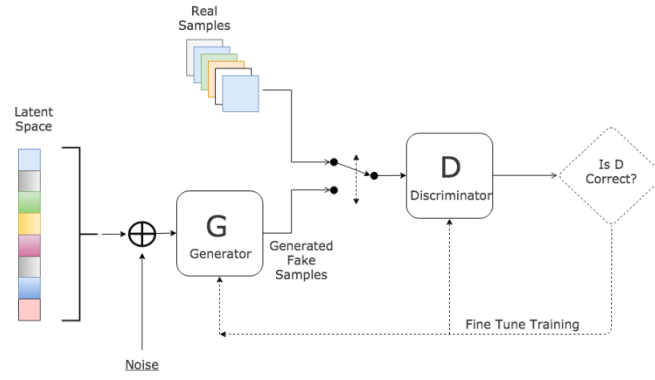 Real
Samples
Latent
Space
D
Discriminator
Is D
Correct?
G
Generator
Generated
Fake
Samples
Fine Tune Training
Noise